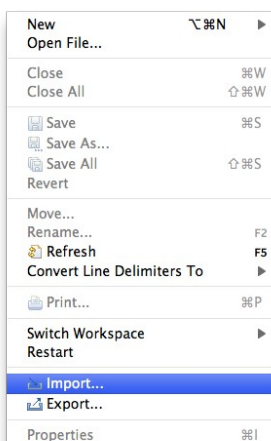 New ⌥⌘N ▶
Open File...
Close ⌘W
Close All ⇧⌘W
Save ⌘S
Save As...
Save All ⇧⌘S
Revert
Move...
Rename... F2
Refresh F5
Convert Line Delimiters To ▶
Print... ⌘P
Switch Workspace ▶
Restart
Import...
Export...
Properties ⌘I